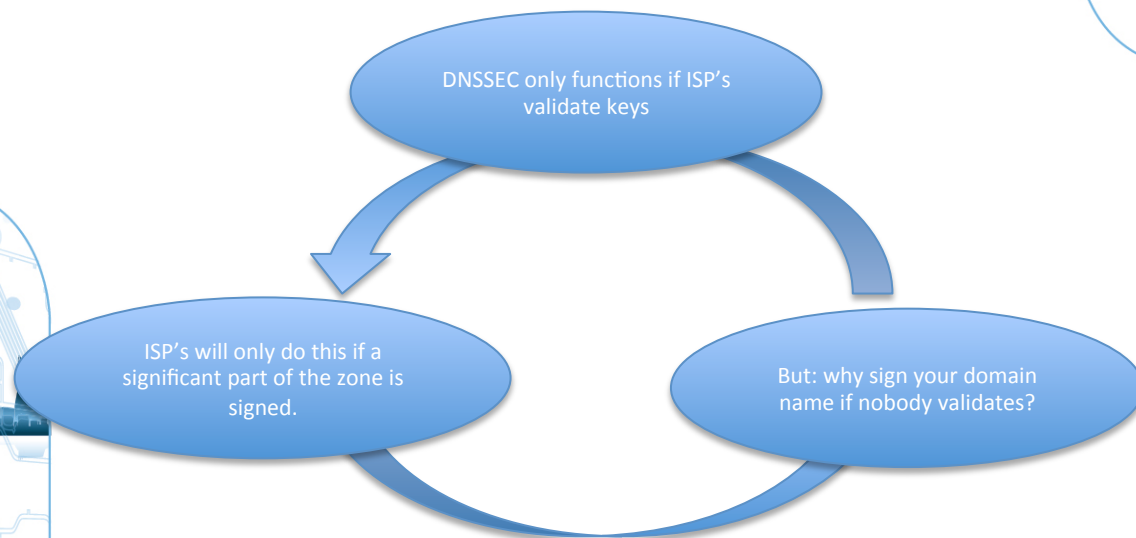 DNSSEC only functions if ISP's
validate keys
ISP's will only do this if a
significant part of the zone is
signed.
But: why sign your domain
name if nobody validates?